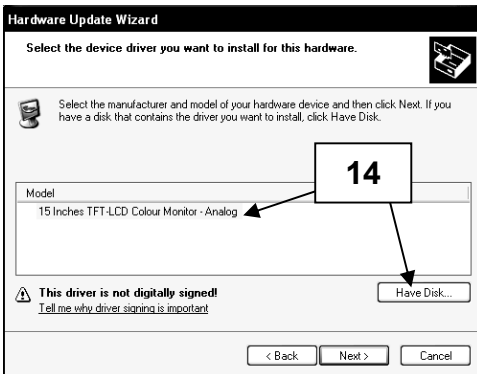 Hardware Update Wizard
Select the device driver you want to install for this hardware.
Select the manufacturer and model of your hardware device and then click Next. If you
have a disk that contains the driver you want to install, click Have Disk.
14
Model
15 Inches TFT-LCD Colour Monitor - Analog
This driver is not digitally signed!
Have Disk...
Tell me why driver signing is important
< Back
Next >
Cancel